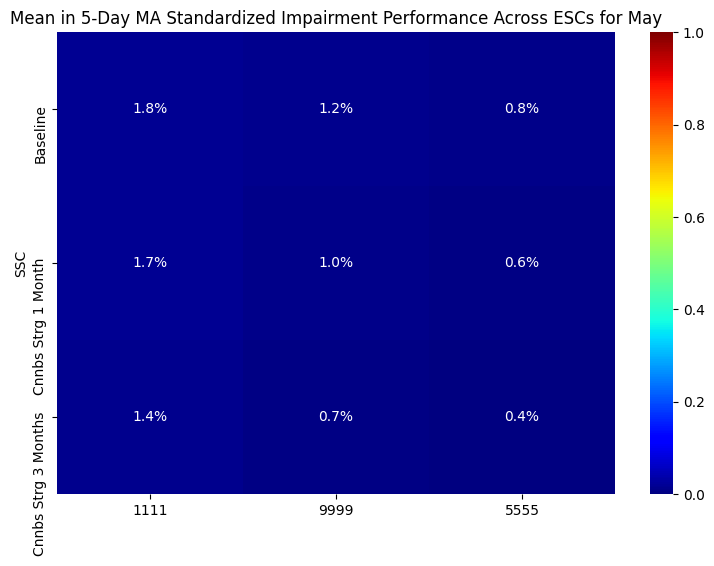 Mean in 5-Day MA Standardized Impairment Performance Across ESCs for May
SSC
Baseline
Cnnbs Strg 1 Month
Cnnbs Strg 3 Months
1.8% 1.2% 0.8%
1.7% 1.0% 0.6%
1.4% 0.7% 0.4%
1111 9999 5555
1.0
0.8
0.6
0.4
0.2
0.0